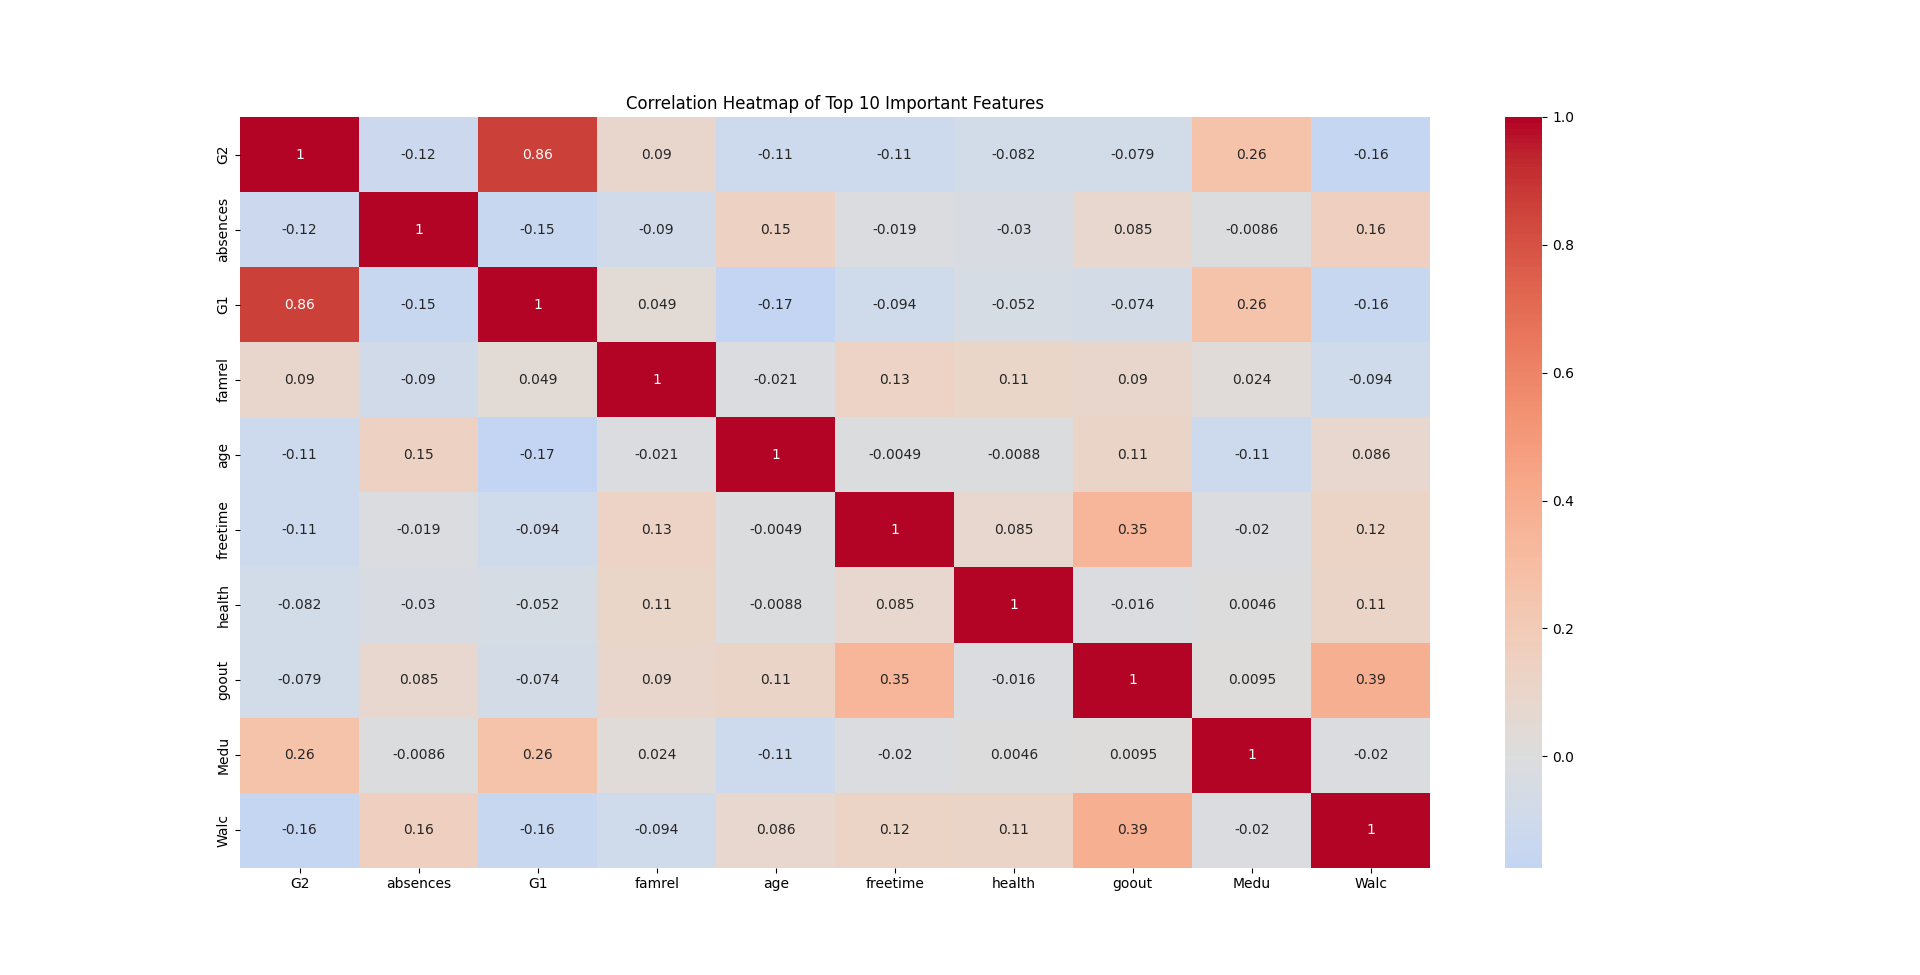 Correlation Heatmap of Top 10 Important Features
G2 1 -0.12 0.86 0.09 -0.11 -0.11 -0.082 -0.079 0.26 -0.16
absences -0.12 1 -0.15 -0.09 0.15 -0.019 -0.03 0.085 -0.0086 0.16
G1 0.86 -0.15 1 0.049 -0.17 -0.094 -0.052 -0.074 0.26 -0.16
famrel 0.09 -0.09 0.049 1 -0.021 0.13 0.11 0.09 0.024 -0.094
age -0.11 0.15 -0.17 -0.021 1 -0.0049 -0.0088 0.11 -0.11 0.086
freetime -0.11 -0.019 -0.094 0.13 -0.0049 1 0.085 0.35 -0.02 0.12
health -0.082 -0.03 -0.052 0.11 -0.0088 0.085 1 -0.016 0.0046 0.11
goout -0.079 0.085 -0.074 0.09 0.11 0.35 -0.016 1 0.0095 0.39
Medu 0.26 -0.0086 0.26 0.024 -0.11 -0.02 0.0046 0.0095 1 -0.02
Walc -0.16 0.16 -0.16 -0.094 0.086 0.12 0.11 0.39 -0.02 1
G2 absences G1 famrel age freetime health goout Medu Walc
1.0
0.8
0.6
0.4
0.2
0.0